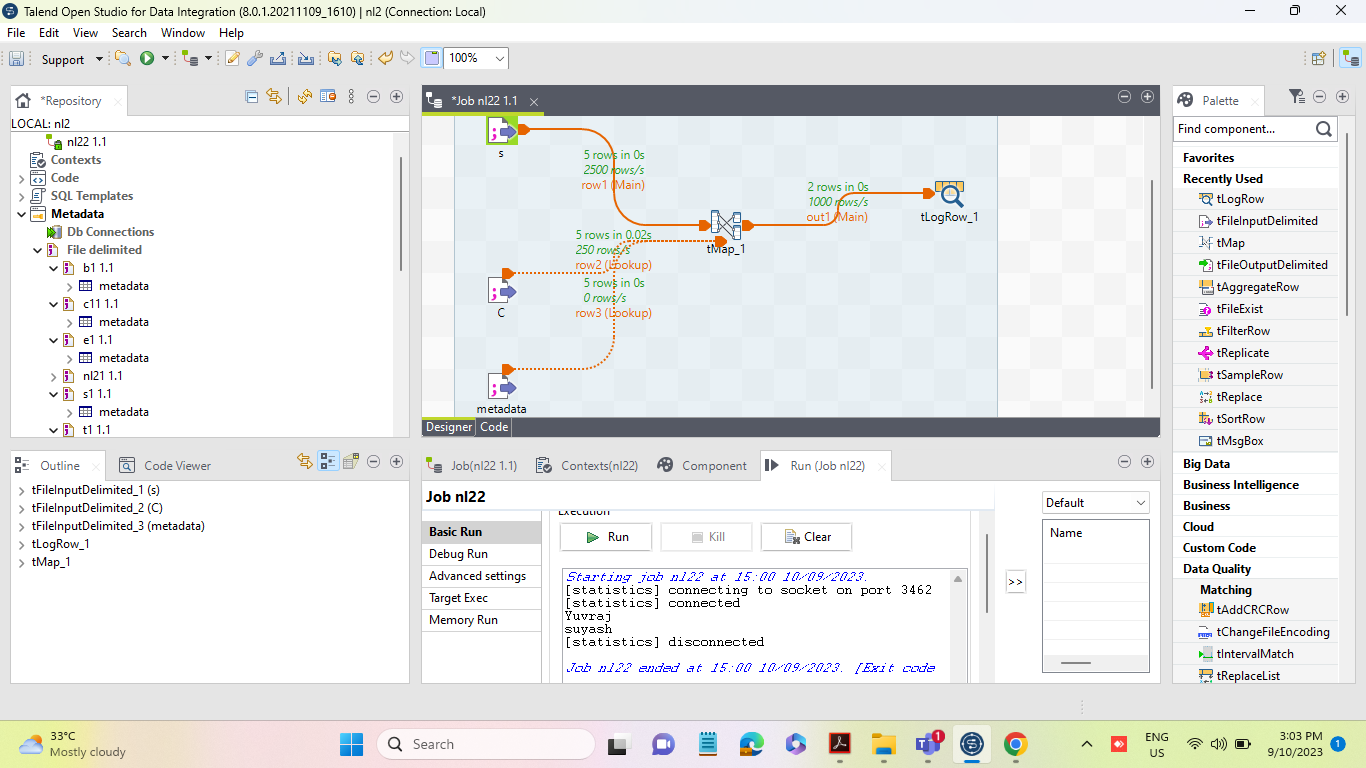 Talend Open Studio for Data Integration (8.0.1.20211109_1610) | nl2 (Connection: Local)
File Edit View Search Window Help
Support
100%
*Repository
LOCAL: nl2
nl22 1.1
Contexts
Code
SQL Templates
Metadata
Db Connections
File delimited
b1 1.1
metadata
c11 1.1
metadata
e1 1.1
metadata
nl21 1.1
s1 1.1
metadata
t1 1.1
*Job nl22 1.1
s
5 rows in 0s
2500 rows/s
row1 (Main)
2 rows in 0s
1000 rows/s
out1 (Main)
tLogRow_1
tMap_1
5 rows in 0.02s
250 rows/s
row2 (Lookup)
C
5 rows in 0s
0 rows/s
row3 (Lookup)
metadata
Designer Code
Palette
Find component...
Favorites
Recently Used
tLogRow
tFileInputDelimited
tMap
tFileOutputDelimited
tAggregateRow
tFileExist
tFilterRow
tReplicate
tSampleRow
tReplace
tSortRow
tMsgBox
Big Data
Business Intelligence
Business
Cloud
Custom Code
Data Quality
Matching
tAddCRCRow
tChangeFileEncoding
tIntervalMatch
tReplaceList
Outline
Code Viewer
tFileInputDelimited_1 (s)
tFileInputDelimited_2 (C)
tFileInputDelimited_3 (metadata)
tLogRow_1
tMap_1
Job(nl22 1.1)
Contexts(nl22)
Component
Run (Job nl22)
Job nl22
Basic Run
Debug Run
Advanced settings
Target Exec
Memory Run
Execution
Run
Kill
Clear
Starting job nl22 at 15:00 10/09/2023.
[statistics] connecting to socket on port 3462
[statistics] connected
Yuvraj
suyash
[statistics] disconnected
Job nl22 ended at 15:00 10/09/2023. [Exit code
>>
Default
Name
33°C
Mostly cloudy
Search
1
ENG
US
3:03 PM
9/10/2023
1